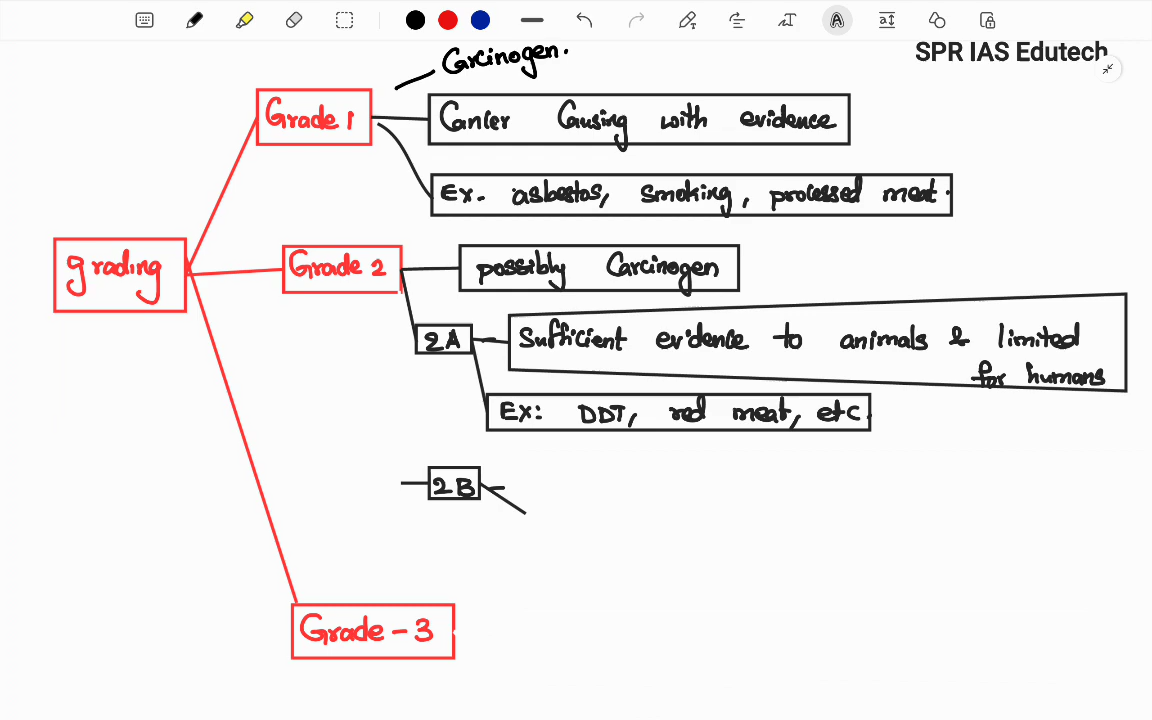 SPR IAS Edutech
Carcinogen.
Grade 1
Cancer Causing with evidence
Ex. asbestos, smoking, processed meat.
grading
Grade 2
possibly Carcinogen
2A
Sufficient evidence to animals & limited
for humans
Ex: DDT, red meat, etc.
2B
Grade - 3